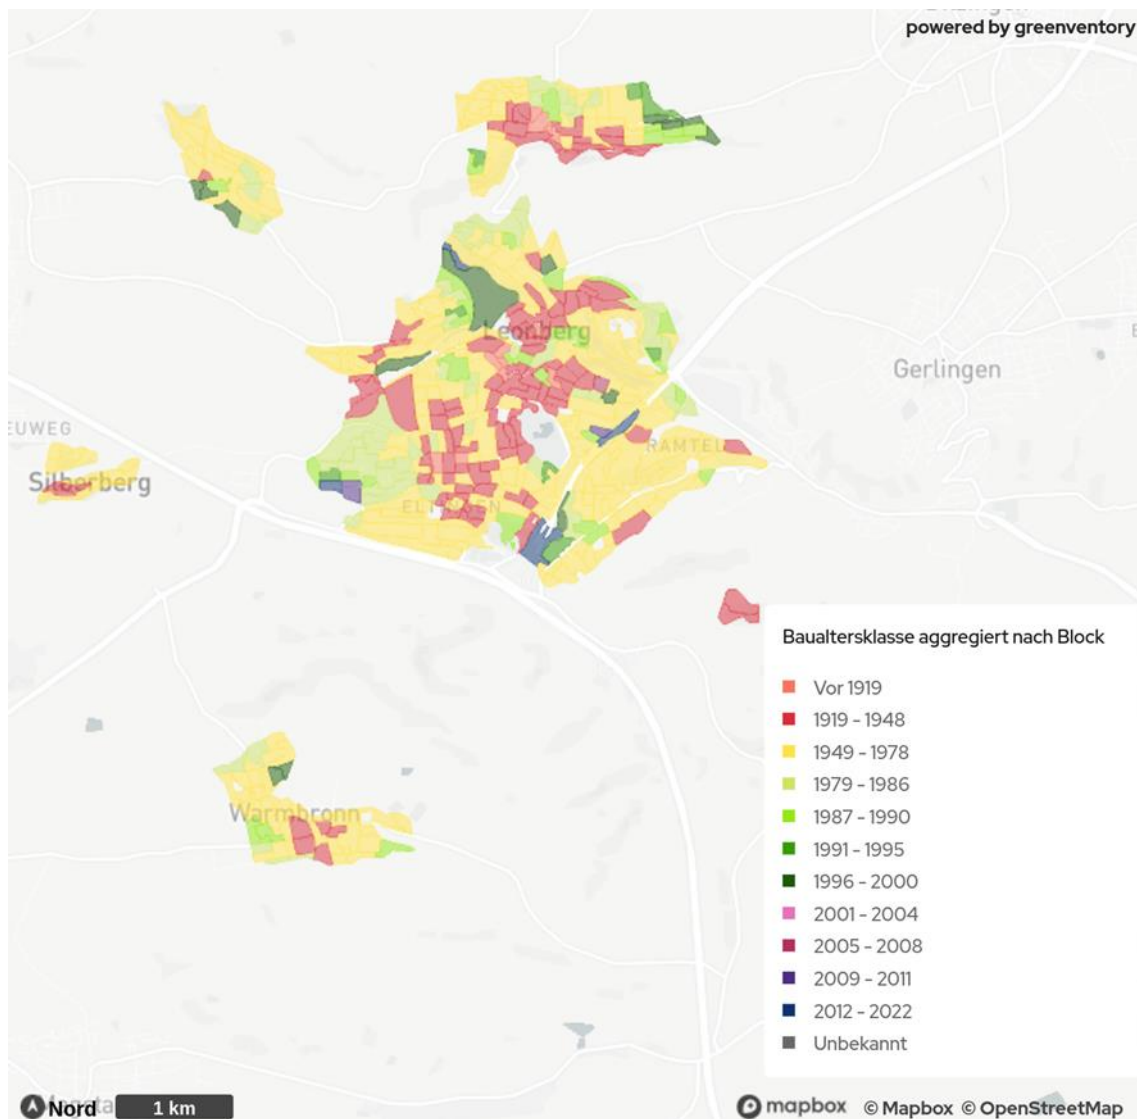 powered by greenventory
Leonberg
Gerlingen
EUWEG
RAMTEL
Silberberg
ELTINGEN
Baualtersklasse aggregiert nach Block
Vor 1919
1919 - 1948
1949 - 1978
1979 - 1986
1987 - 1990
1991 - 1995
1996 - 2000
2001 - 2004
2005 - 2008
2009 - 2011
2012 - 2022
Unbekannt
Warmbronn
Nord
1 km
mapbox © Mapbox © OpenStreetMap